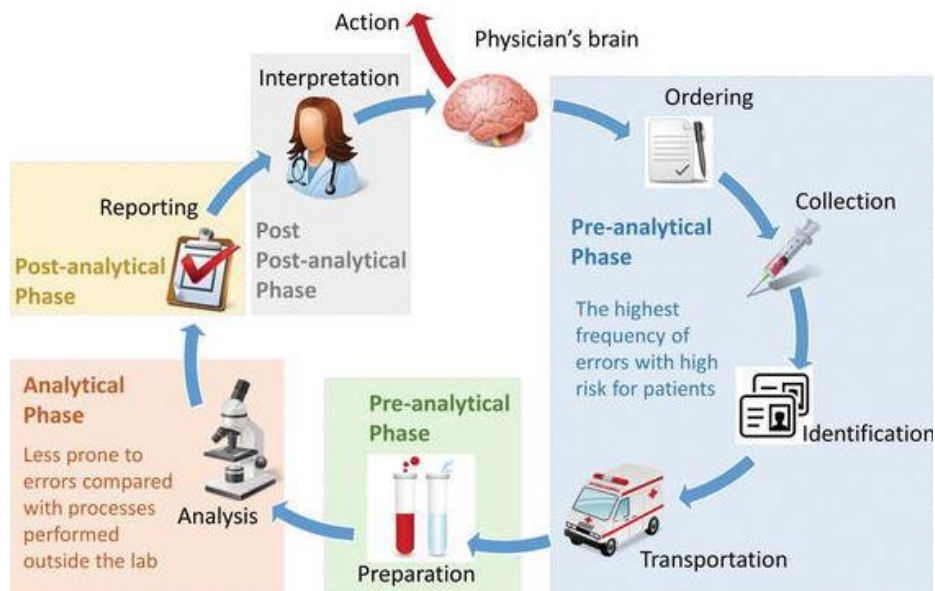 Action
Physician's brain
Ordering
Collection
Pre-analytical
Phase
The highest
frequency of
errors with high
risk for patients
Identification
Transportation
Pre-analytical
Phase
Preparation
Analytical
Phase
Less prone to
errors compared
with processes
performed
outside the lab
Analysis
Reporting
Post-analytical
Phase
Interpretation
Post
Post-analytical
Phase